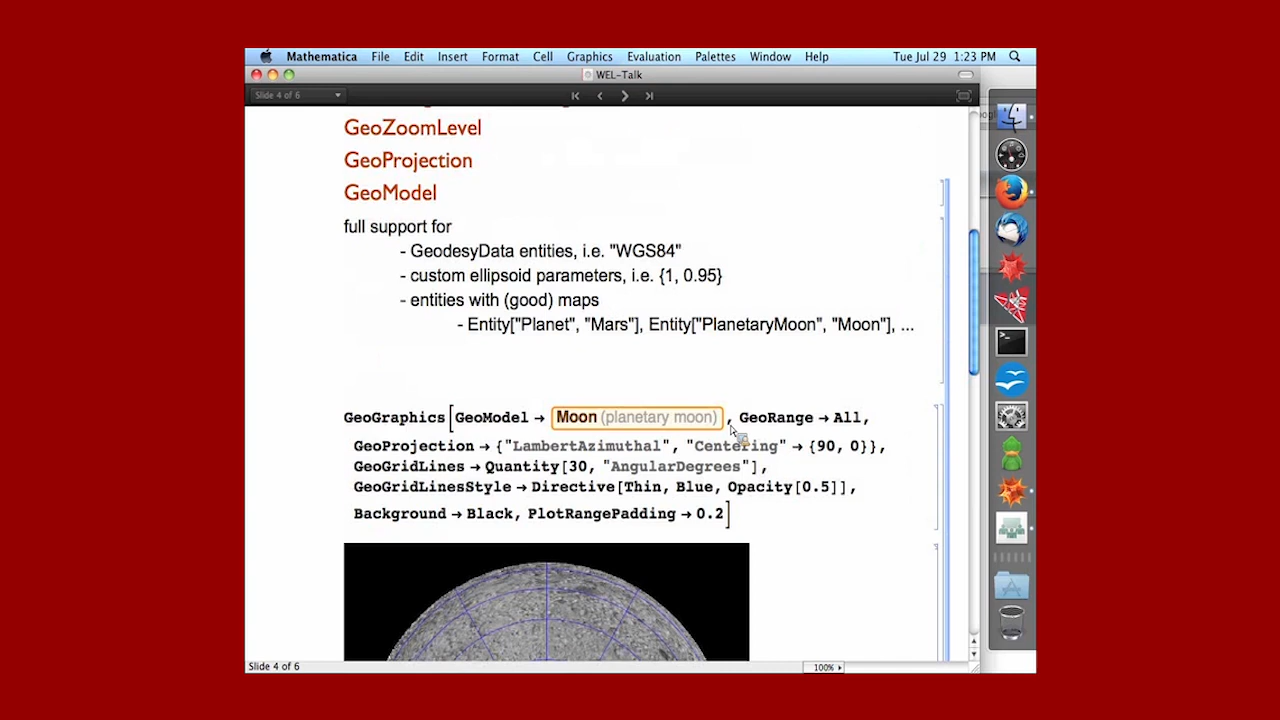 Mathematica File Edit Insert Format Cell Graphics Evaluation Palettes Window Help Tue Jul 29 1:23 PM
WEL-Talk
Slide 4 of 6
GeoZoomLevel
GeoProjection
GeoModel
full support for
- GeodesyData entities, i.e. "WGS84"
- custom ellipsoid parameters, i.e. {1, 0.95}
- entities with (good) maps
- Entity["Planet", "Mars"], Entity["PlanetaryMoon", "Moon"], ...
GeoGraphics[GeoModel → Moon (planetary moon) , GeoRange → All,
GeoProjection → {"LambertAzimuthal", "Centering" → {90, 0}},
GeoGridLines → Quantity[30, "AngularDegrees"],
GeoGridLinesStyle → Directive[Thin, Blue, Opacity[0.5]],
Background → Black, PlotRangePadding → 0.2]
Slide 4 of 6
100%